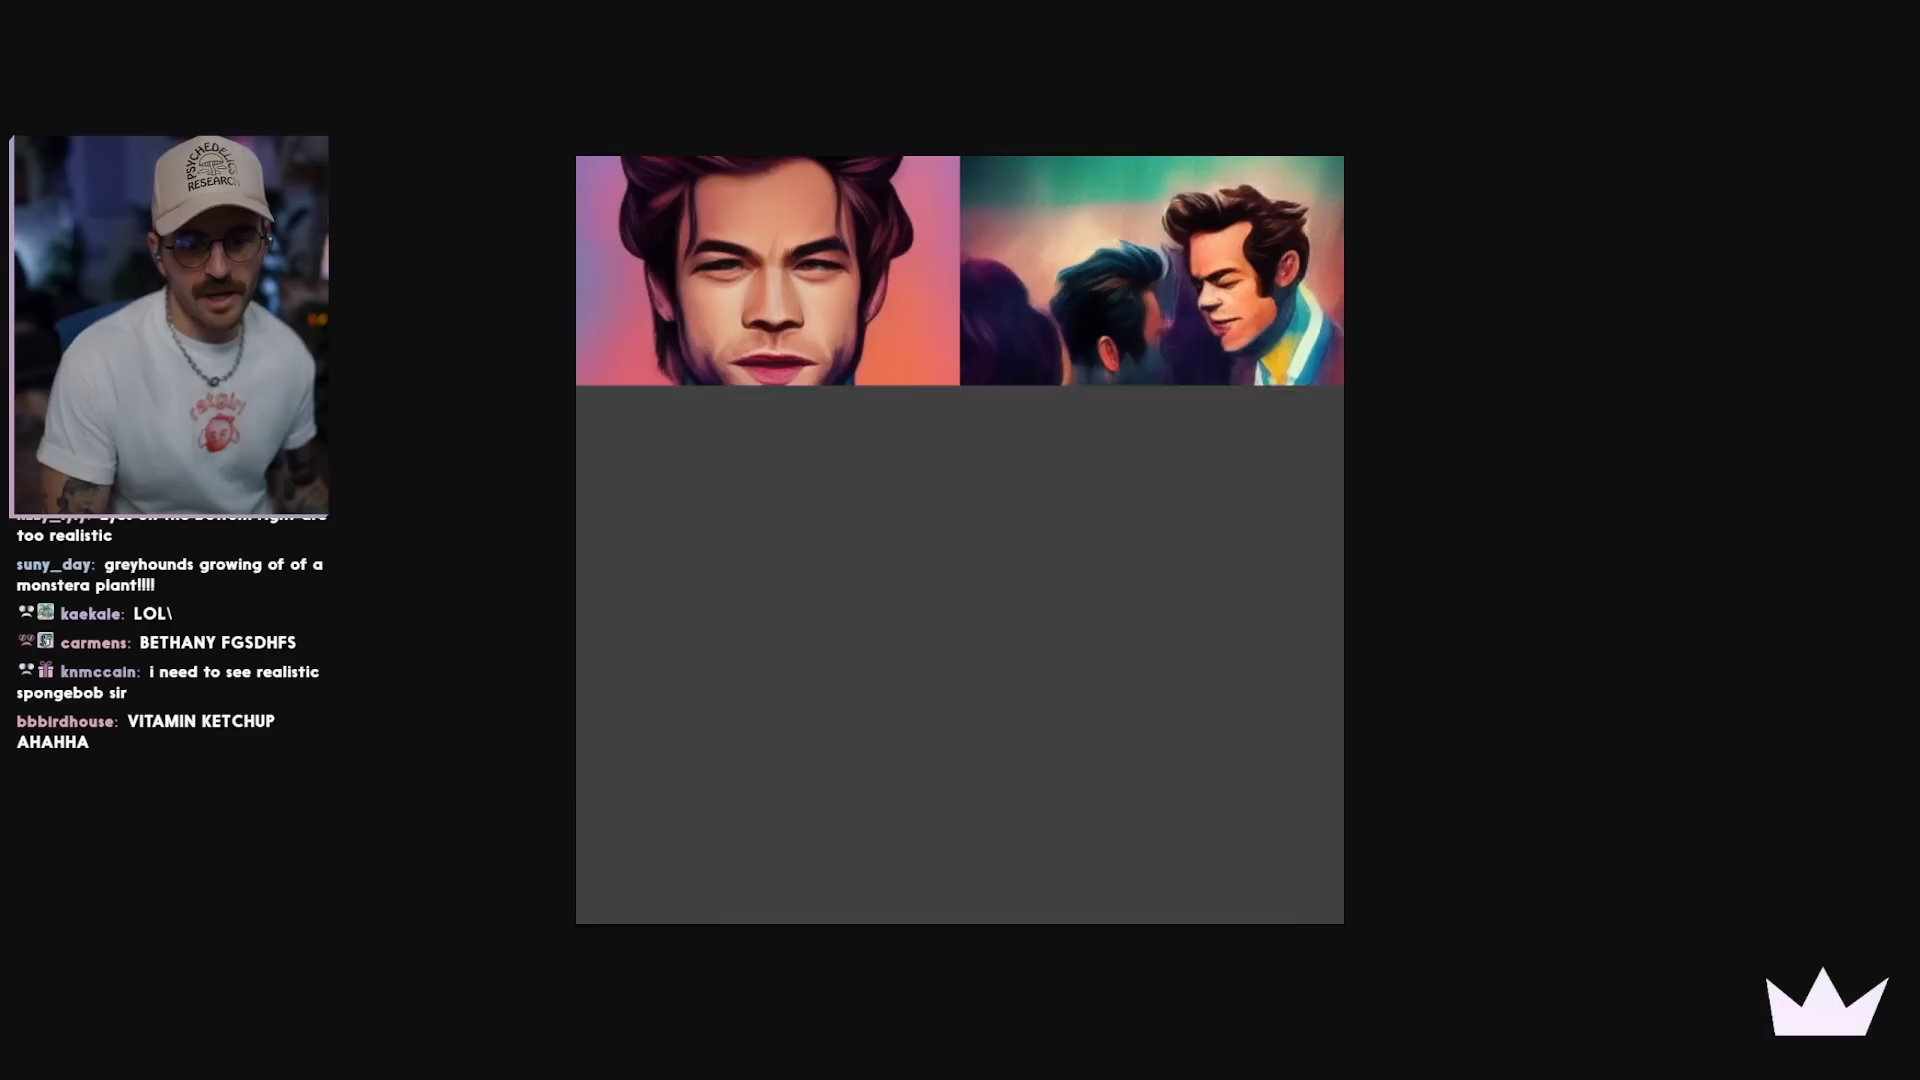 PSYCHEDELIC
RESEARCH
ratgirl
too realistic
suny_day: greyhounds growing of of a
monstera plant!!!!
kaekale: LOL\
carmens: BETHANY FGSDHFS
knmccain: i need to see realistic
spongebob sir
bbbirdhouse: VITAMIN KETCHUP
AHAHHA